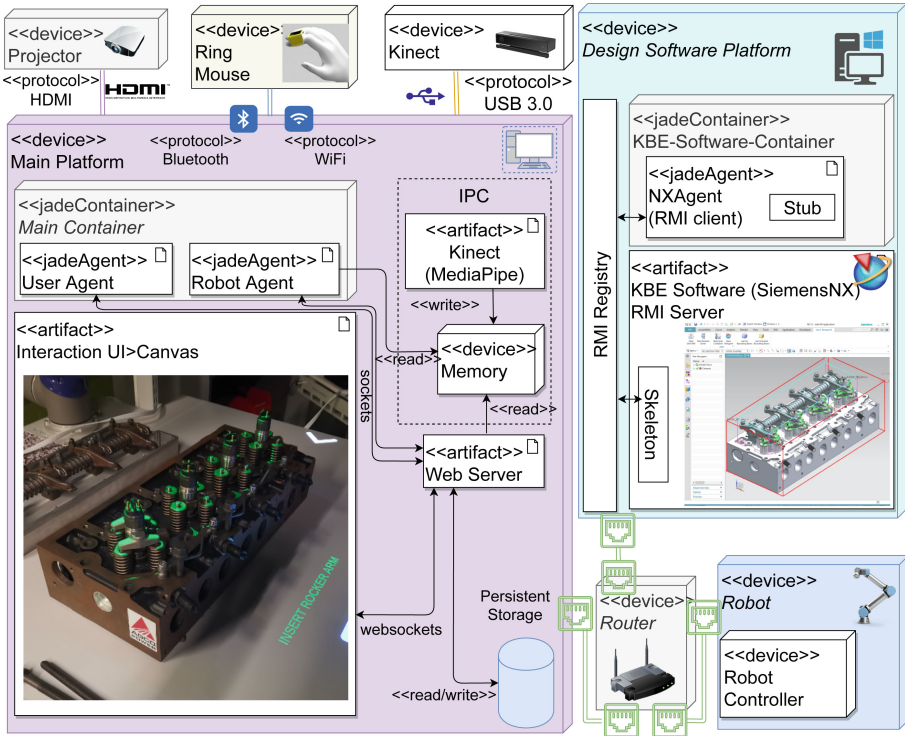 <<device>>
Projector
<<protocol>>
HDMI
HDMI
<<device>>
Ring
Mouse
<<device>>
Kinect
<<protocol>>
USB 3.0
<<protocol>>
Bluetooth
<<protocol>>
WiFi
<<device>>
Main Platform
<<jadeContainer>>
Main Container
<<jadeAgent>>
User Agent
<<jadeAgent>>
Robot Agent
<<artifact>>
Interaction UI>Canvas
INSERT ROCKER ARM
AGCO
POWER
IPC
<<artifact>>
Kinect
(MediaPipe)
<<write>>
<<read>>
<<device>>
Memory
<<read>>
sockets
<<artifact>>
Web Server
websockets
Persistent
Storage
<<read/write>>
<<device>>
Design Software Platform
RMI Registry
<<jadeContainer>>
KBE-Software-Container
<<jadeAgent>>
NXAgent
(RMI client)
Stub
<<artifact>>
KBE Software (SiemensNX)
RMI Server
Skeleton
<<device>>
Router
<<device>>
Robot
<<device>>
Robot
Controller